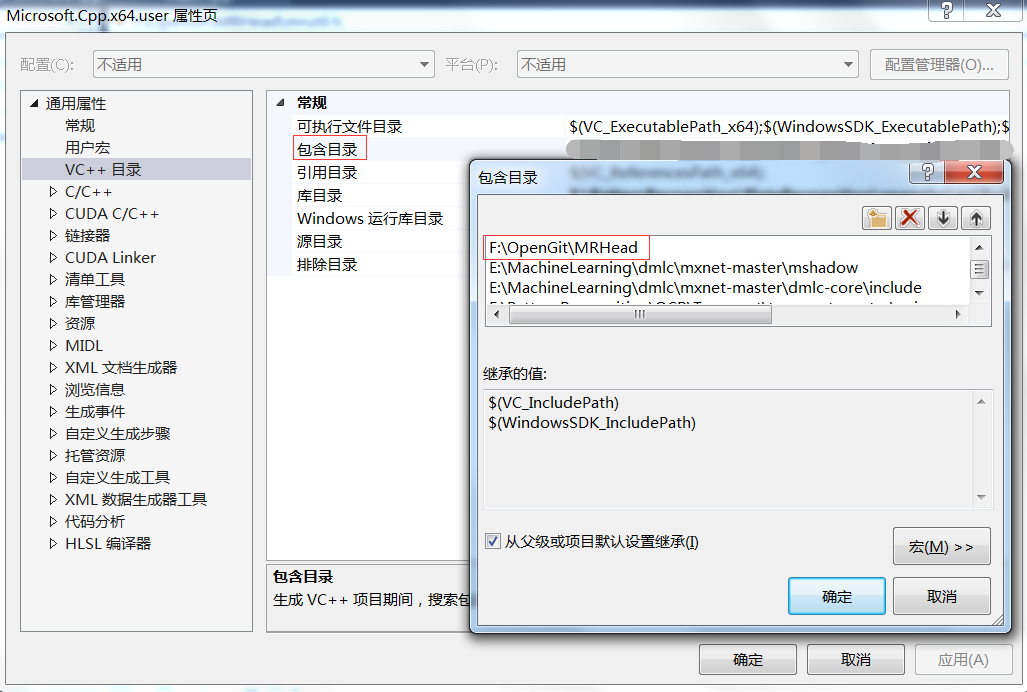 Microsoft.Cpp.x64.user 属性页
配置(C):
不适用
平台(P):
不适用
配置管理器(O)...
通用属性
常规
用户宏
VC++ 目录
C/C++
CUDA C/C++
链接器
CUDA Linker
清单工具
库管理器
资源
MIDL
XML 文档生成器
浏览信息
生成事件
自定义生成步骤
托管资源
自定义生成工具
XML 数据生成器工具
代码分析
HLSL 编译器
常规
可执行文件目录 $(VC_ExecutablePath_x64);$(WindowsSDK_ExecutablePath);$
包含目录
引用目录 $(VC_ReferencesPath_x64);
库目录
Windows 运行库目录
源目录
排除目录
包含目录
生成 VC++ 项目期间，搜索包
包含目录
F:\OpenGit\MRHead
E:\MachineLearning\dmlc\mxnet-master\mshadow
E:\MachineLearning\dmlc\mxnet-master\dmlc-core\include
继承的值:
$(VC_IncludePath)
$(WindowsSDK_IncludePath)
从父级或项目默认设置继承(I)
宏(M) >>
确定
取消
确定
取消
应用(A)